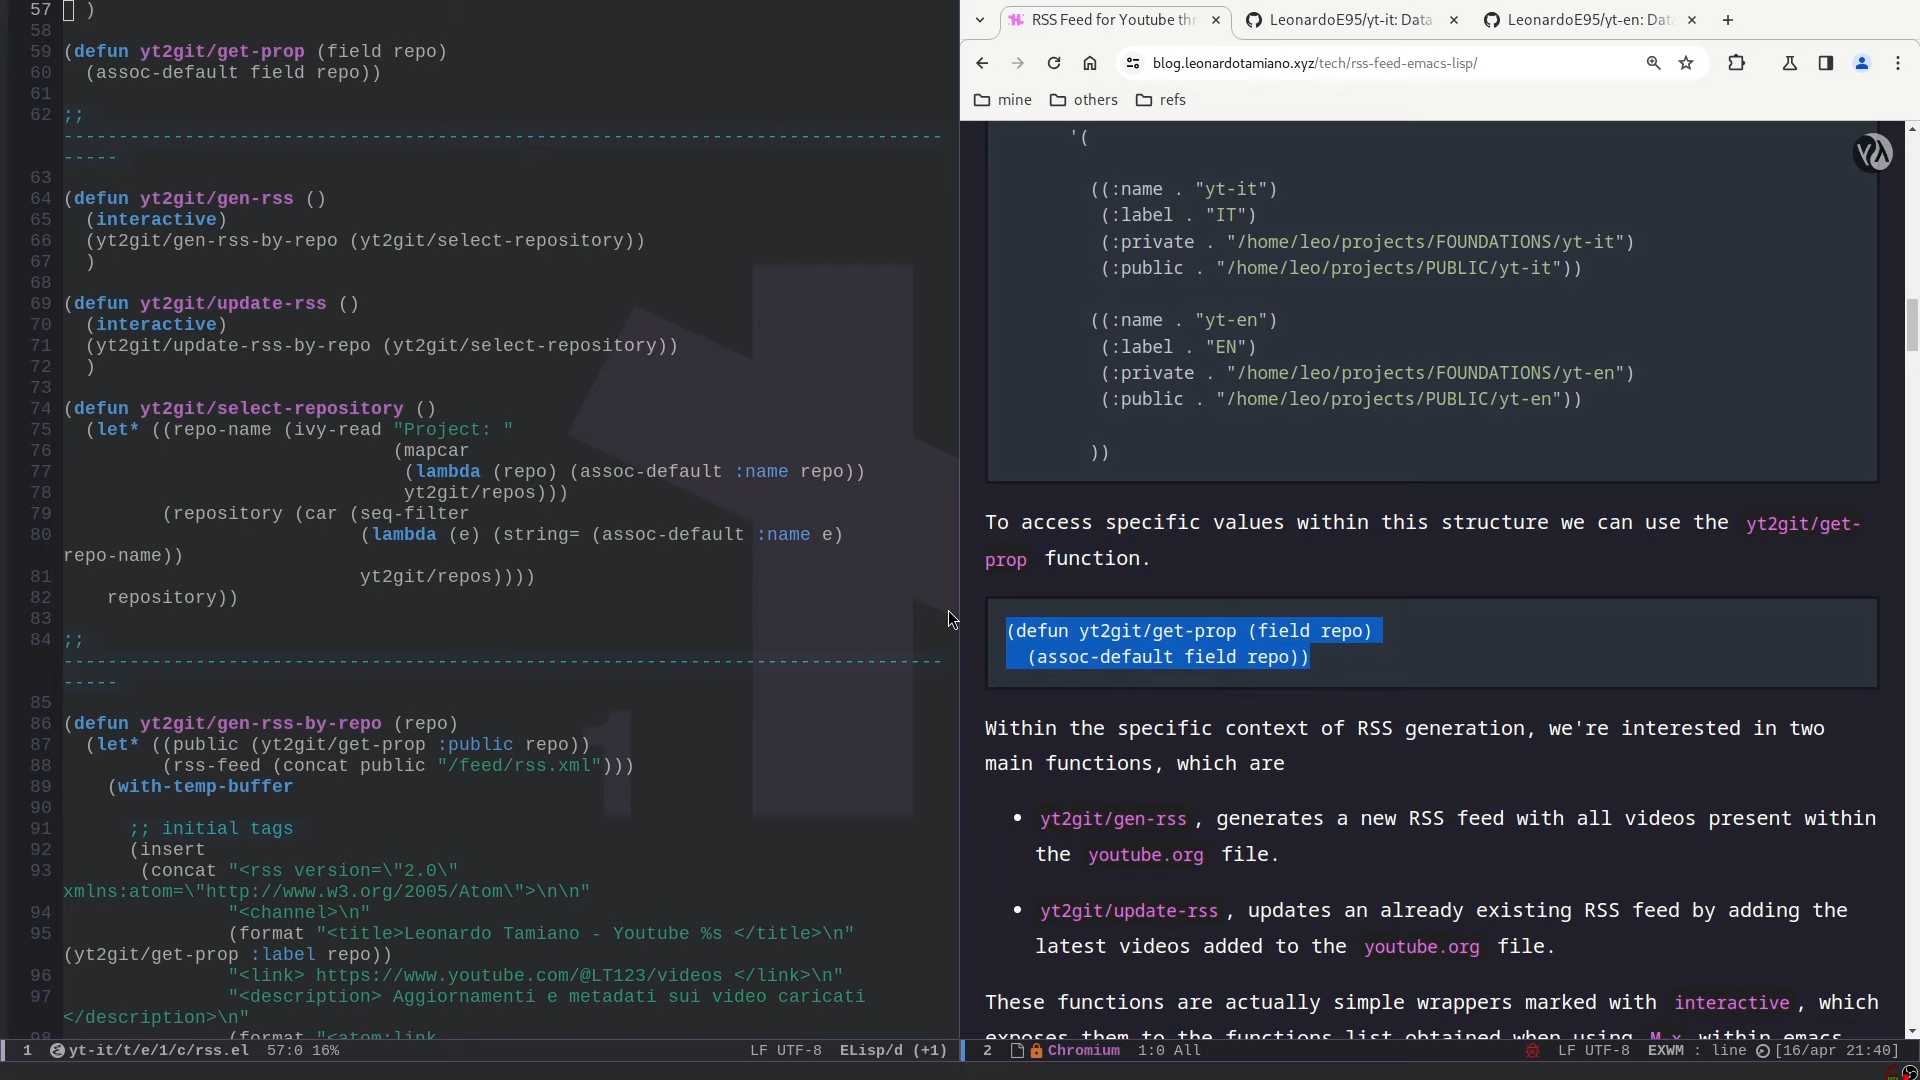 57 )
58
59 (defun yt2git/get-prop (field repo)
60   (assoc-default field repo))
61
62 ;;
--------------------------------------------------------------------------------
-----
63
64 (defun yt2git/gen-rss ()
65   (interactive)
66   (yt2git/gen-rss-by-repo (yt2git/select-repository))
67   )
68
69 (defun yt2git/update-rss ()
70   (interactive)
71   (yt2git/update-rss-by-repo (yt2git/select-repository))
72   )
73
74 (defun yt2git/select-repository ()
75   (let* ((repo-name (ivy-read "Project: "
76                               (mapcar
77                                (lambda (repo) (assoc-default :name repo))
78                                yt2git/repos)))
79          (repository (car (seq-filter
80                            (lambda (e) (string= (assoc-default :name e)
repo-name))
81                            yt2git/repos))))
82     repository))
83
84 ;;
--------------------------------------------------------------------------------
-----
85
86 (defun yt2git/gen-rss-by-repo (repo)
87   (let* ((public (yt2git/get-prop :public repo))
88          (rss-feed (concat public "/feed/rss.xml")))
89     (with-temp-buffer
90
91       ;; initial tags
92       (insert
93        (concat "<rss version=\"2.0\"
xmlns:atom=\"http://www.w3.org/2005/Atom\">\n\n"
94                "<channel>\n"
95                (format "<title>Leonardo Tamiano - Youtube %s </title>\n"
(yt2git/get-prop :label repo))
96                "<link> https://www.youtube.com/@LT123/videos </link>\n"
97                "<description> Aggiornamenti e metadati sui video caricati
</description>\n"
98                (format "<atom:link
1 yt-it/t/e/1/c/rss.el 57:0 16% LF UTF-8 ELisp/d (+1)
RSS Feed for Youtube thr
LeonardoE95/yt-it: Data
LeonardoE95/yt-en: Data
blog.leonardotamiano.xyz/tech/rss-feed-emacs-lisp/
mine others refs
'(
((:name . "yt-it")
(:label . "IT")
(:private . "/home/leo/projects/FOUNDATIONS/yt-it")
(:public . "/home/leo/projects/PUBLIC/yt-it"))
((:name . "yt-en")
(:label . "EN")
(:private . "/home/leo/projects/FOUNDATIONS/yt-en")
(:public . "/home/leo/projects/PUBLIC/yt-en"))
))
To access specific values within this structure we can use the yt2git/get-
prop function.
(defun yt2git/get-prop (field repo)
  (assoc-default field repo))
Within the specific context of RSS generation, we're interested in two
main functions, which are
• yt2git/gen-rss, generates a new RSS feed with all videos present within
the youtube.org file.
• yt2git/update-rss, updates an already existing RSS feed by adding the
latest videos added to the youtube.org file.
These functions are actually simple wrappers marked with interactive, which
exposes them to the functions list obtained when using M-x within emacs.
2 Chromium 1:0 All LF UTF-8 EXWM : line [16/apr 21:40]
1